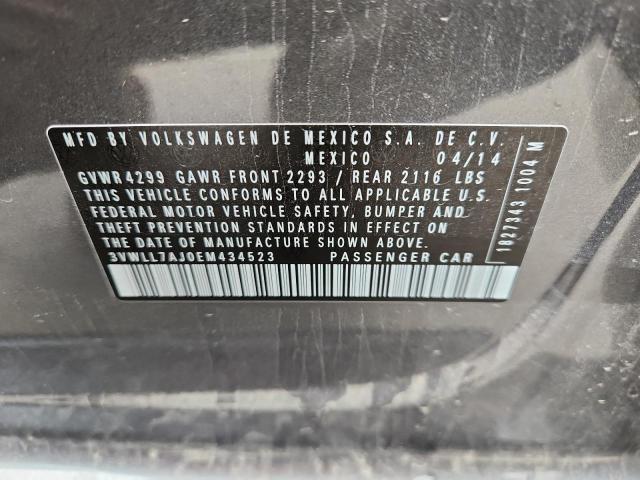 MFD BY VOLKSWAGEN DE MEXICO S.A. DE C.V.
MEXICO 04/14
GVWR4299 GAWR FRONT 2293 / REAR 2116 LBS
THIS VEHICLE CONFORMS TO ALL APPLICABLE U.S.
FEDERAL MOTOR VEHICLE SAFETY, BUMPER AND
THEFT PREVENTION STANDARDS IN EFFECT ON
THE DATE OF MANUFACTURE SHOWN ABOVE.
3VWLL7AJ0EM434523 PASSENGER CAR
1827343 1004 M